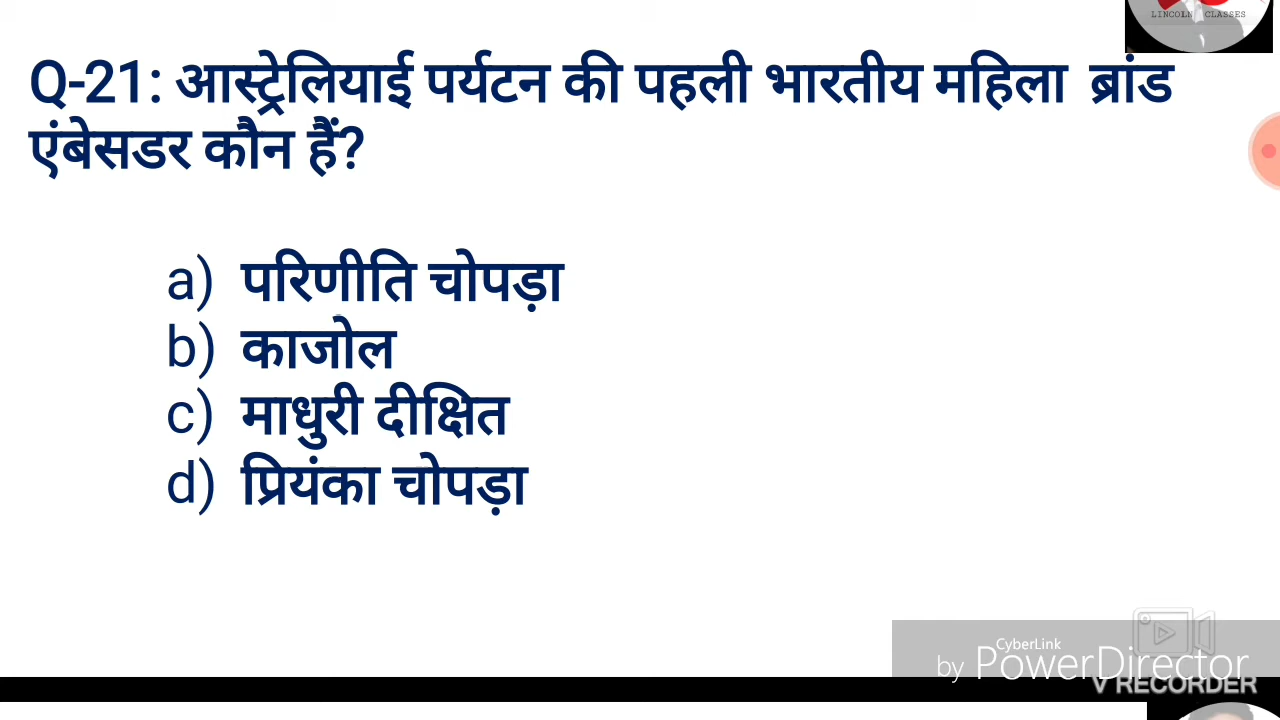 LINCOLN CLASSES
Q-21: आस्ट्रेलियाई पर्यटन की पहली भारतीय महिला ब्रांड
एंबेसडर कौन हैं?
a) परिणीति चोपड़ा
b) काजोल
c) माधुरी दीक्षित
d) प्रियंका चोपड़ा
CyberLink
by PowerDirector
V RECORDER